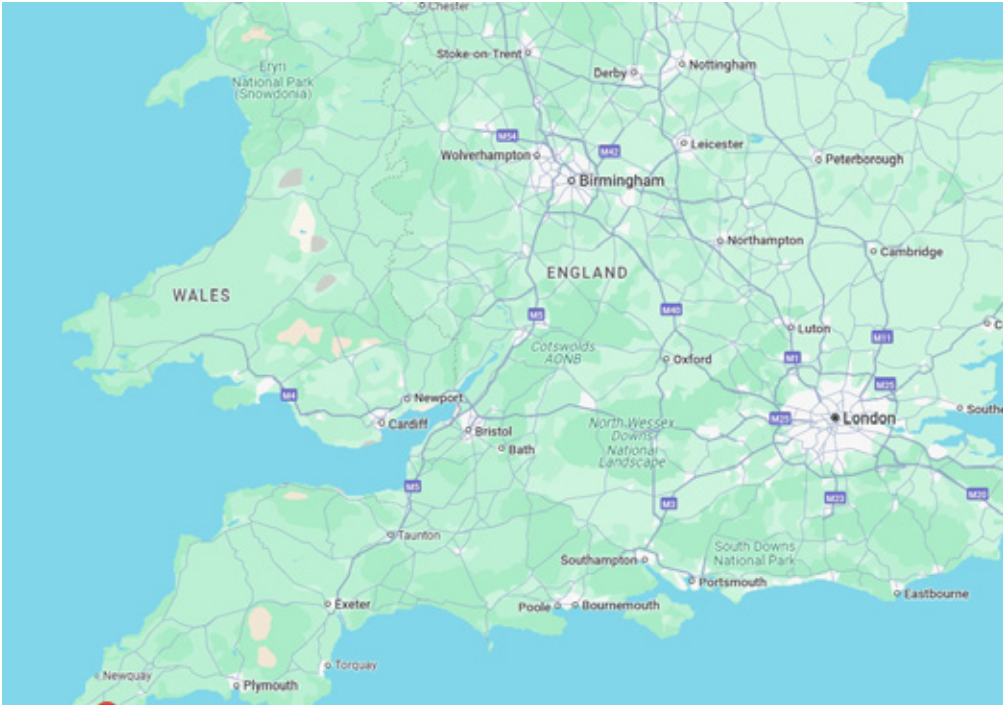 Chester
Stoke-on-Trent
Nottingham
Derby
Eryri
National Park
(Snowdonia)
M54
M42
Leicester
Wolverhampton
Peterborough
Birmingham
Northampton
Cambridge
ENGLAND
WALES
M5
M40
Luton
C
M11
Cotswolds
AONB
M1
Oxford
M25
M4
Newport
Southe
Cardiff
M25
London
North Wessex
Downs
National
Landscape
Bristol
Bath
M5
M3
M23
M20
Taunton
South Downs
National Park
Southampton
Portsmouth
Eastbourne
Exeter
Poole
Bournemouth
Torquay
Newquay
Plymouth